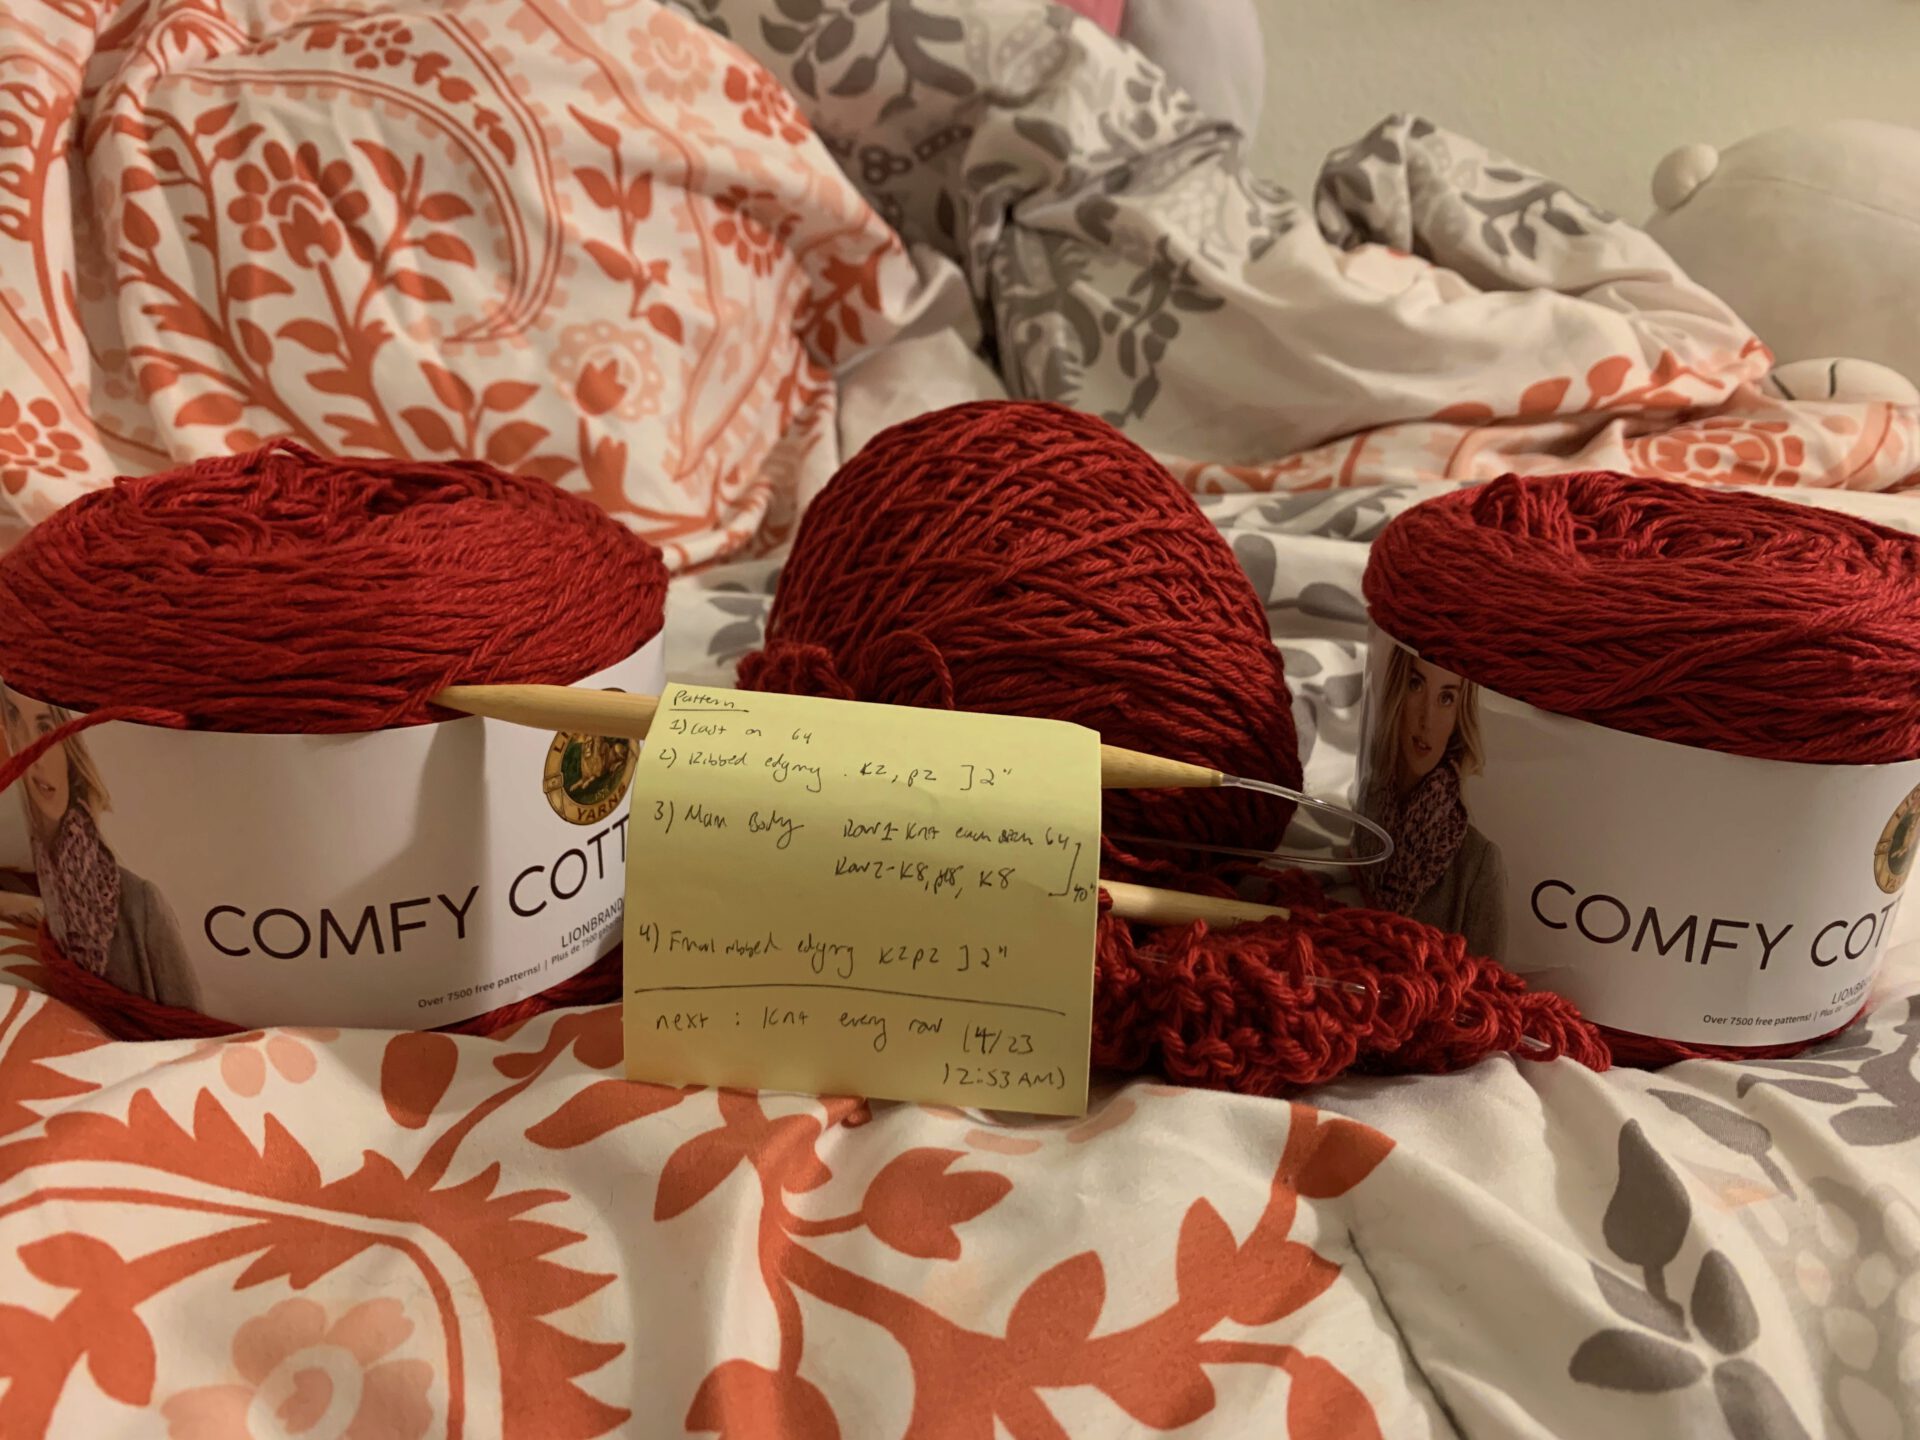 Pattern
1) Cast on 64
2) Ribbed edging . K2, p2 ] 2"
3) Main Body Row 1 - Knit each 64
Row 2 - K8, p48, K8 ] 40"
4) Final ribbed edging K2p2 ] 2"
next : Knit every row (4/23
12:53 AM)
COMFY COTT
LIONBRAND
Over 7500 free patterns! | Plus de 7500
YARNS
COMFY COT
Over 7500 free patterns! | Plus